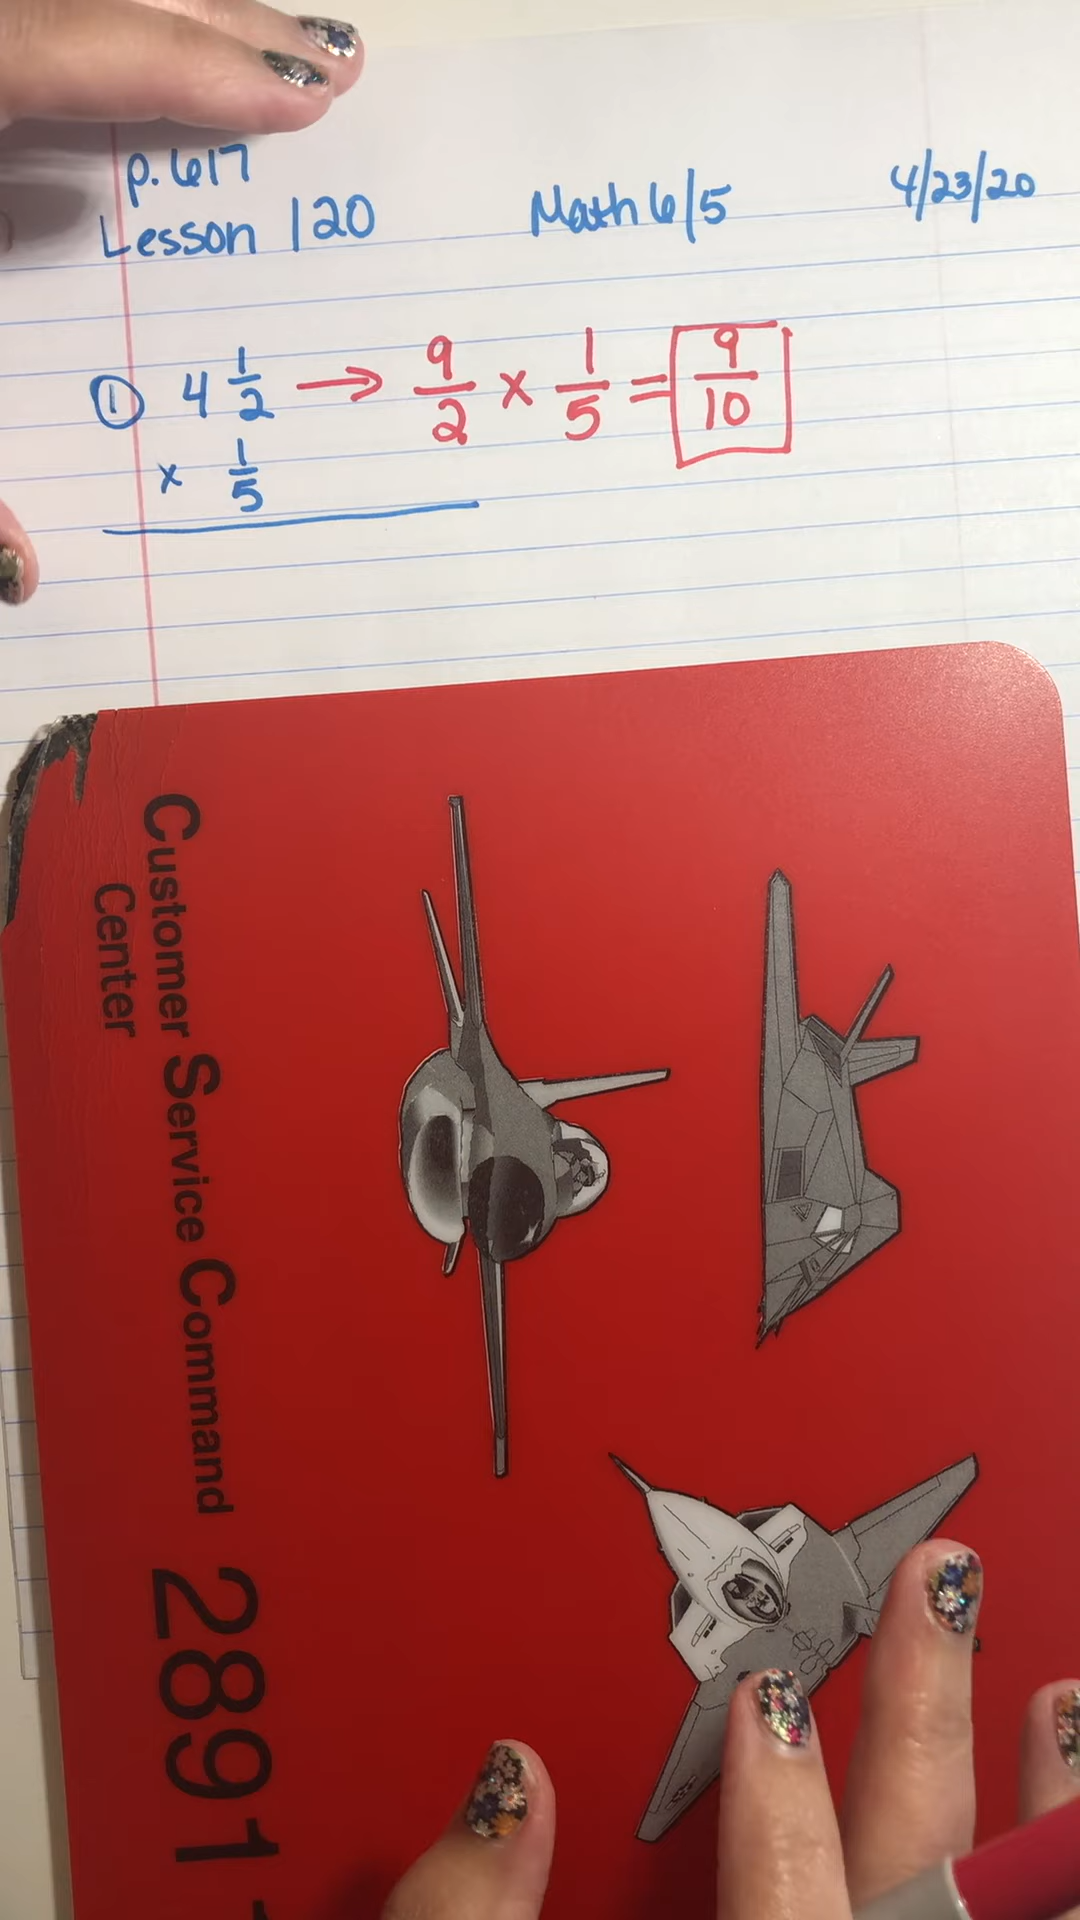 p. 617
Lesson 120 Math 6/5 4/23/20
① 4 1/2 → 9/2 × 1/5 = 9/10
× 1/5
Customer Service Command
Center
2891